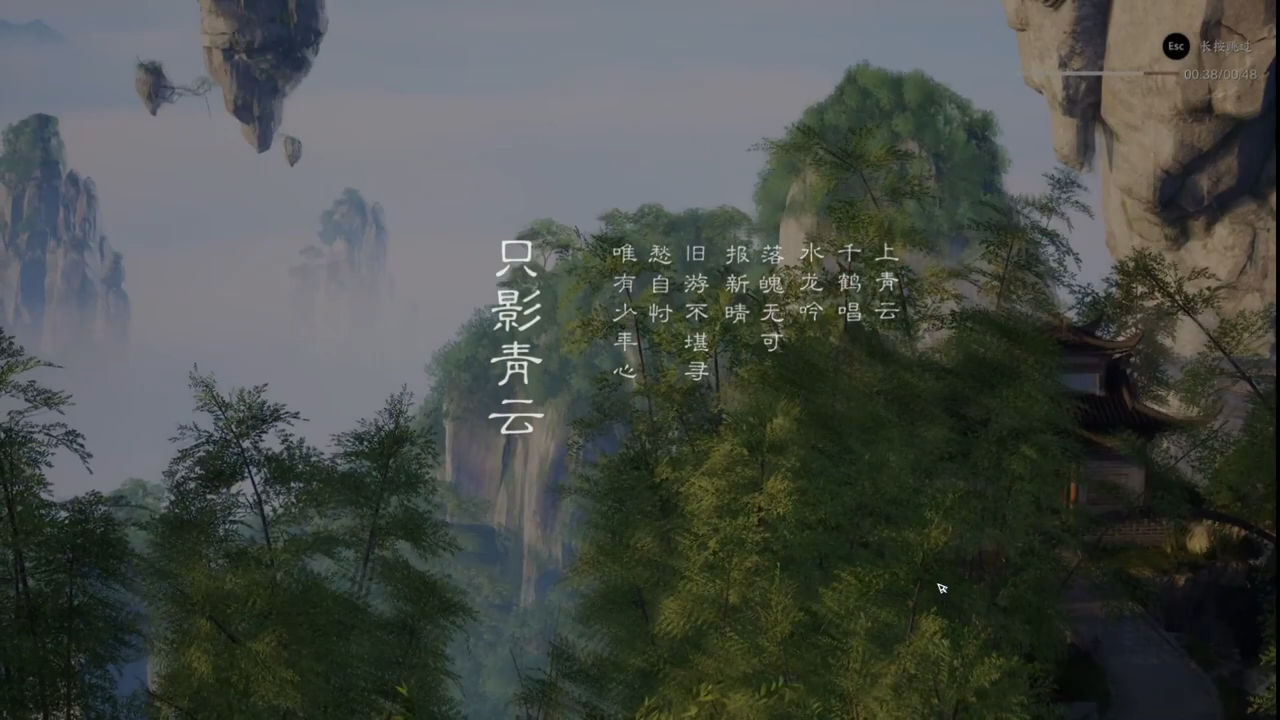 Esc 长按跳过
00:38/00:48
上青云
千鹤唱
水龙吟
落魄无可
报新晴
旧游不堪寻
愁自忖
唯有少年心
只影青云